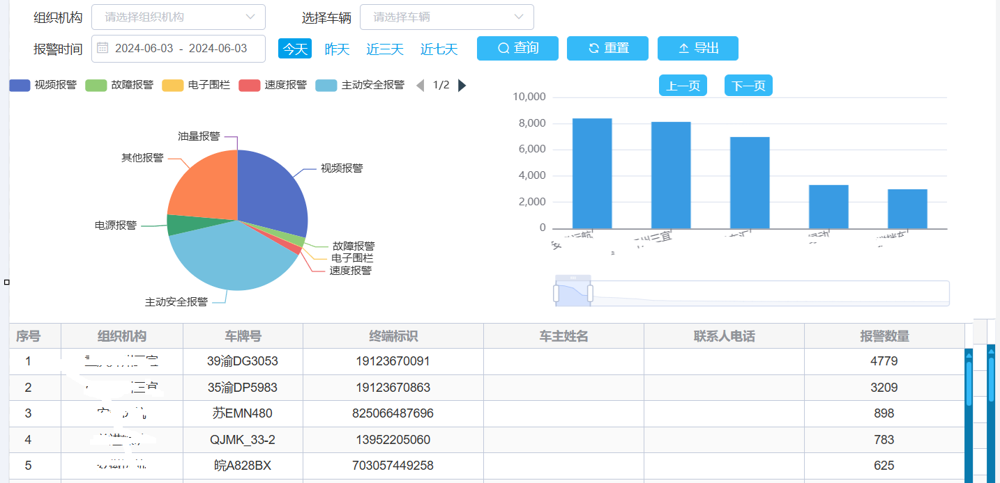 组织机构 请选择组织机构 选择车辆 请选择车辆
报警时间 2024-06-03 - 2024-06-03 今天 昨天 近三天 近七天 查询 重置 导出
视频报警 故障报警 电子围栏 速度报警 主动安全报警 1/2
上一页 下一页
油量报警
其他报警
视频报警
电源报警
故障报警
电子围栏
速度报警
主动安全报警
10,000
8,000
6,000
4,000
2,000
0
序号 组织机构 车牌号 终端标识 车主姓名 联系人电话 报警数量
1 39渝DG3053 19123670091 4779
2 35渝DP5983 19123670863 3209
3 苏EMN480 825066487696 898
4 QJMK_33-2 13952205060 783
5 皖A828BX 703057449258 625